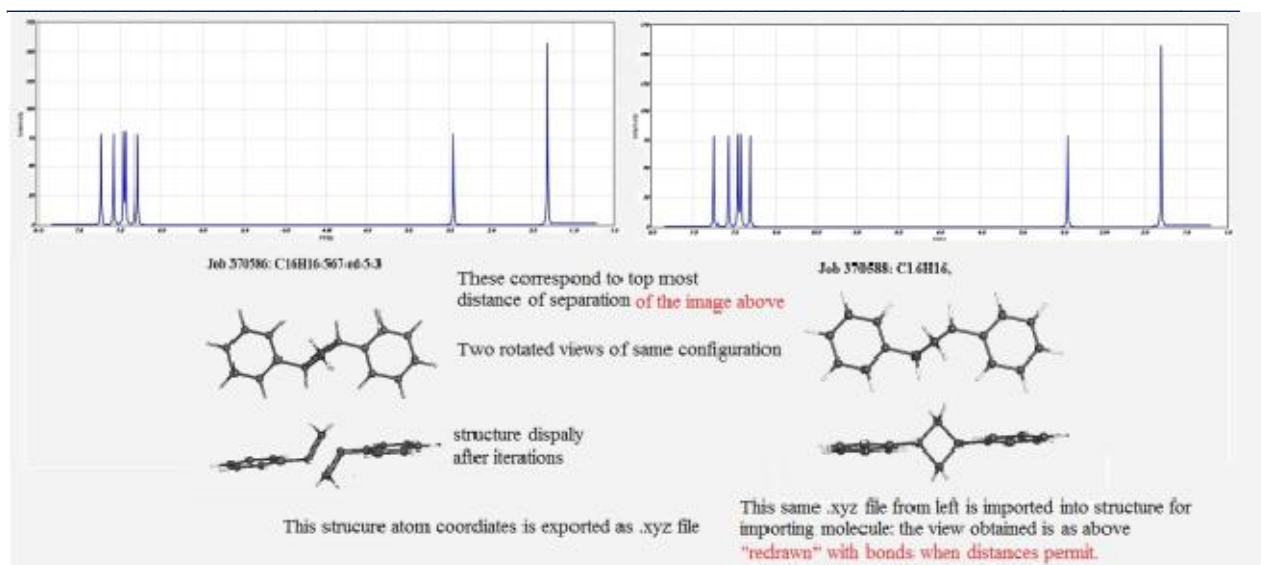 Job 370586: C16H16-567-ed-5-3
Job 370588: C16H16,
These correspond to top most
distance of separation of the image above
Two rotated views of same configuration
structure dispaly
after iterations
This strucure atom coordiates is exported as .xyz file
This same .xyz file from left is imported into structure for
importing molecule: the view obtained is as above
"redrawn" with bonds when distances permit.